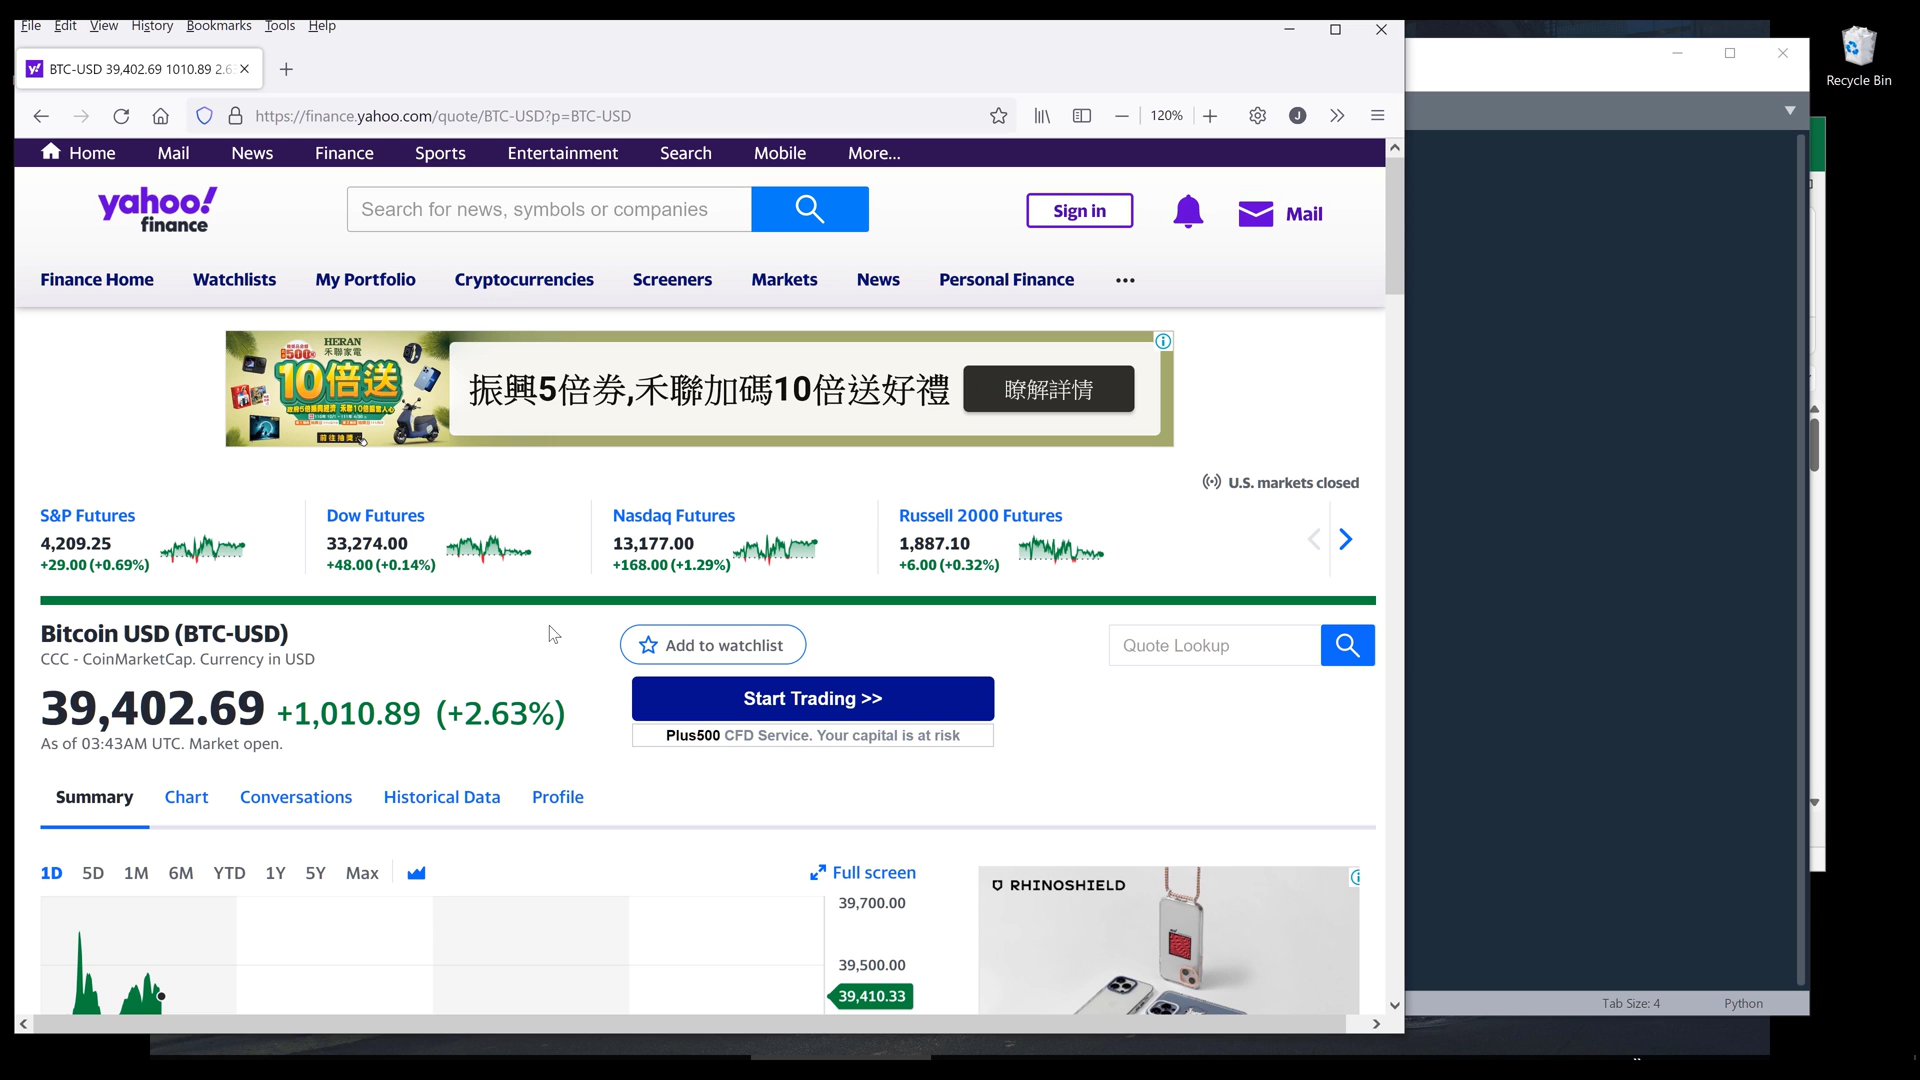 File Edit View History Bookmarks Tools Help
BTC-USD 39,402.69 1010.89 2.6
Recycle Bin
https://finance.yahoo.com/quote/BTC-USD?p=BTC-USD
120%
J
Home Mail News Finance Sports Entertainment Search Mobile More...
yahoo!
finance
Search for news, symbols or companies
Sign in
Mail
Finance Home Watchlists My Portfolio Cryptocurrencies Screeners Markets News Personal Finance
HERAN
禾聯家電
500
10倍送
前往抽獎
振興5倍券,禾聯加碼10倍送好禮
瞭解詳情
U.S. markets closed
S&P Futures Dow Futures Nasdaq Futures Russell 2000 Futures
4,209.25 33,274.00 13,177.00 1,887.10
+29.00 (+0.69%) +48.00 (+0.14%) +168.00 (+1.29%) +6.00 (+0.32%)
Bitcoin USD (BTC-USD)
CCC - CoinMarketCap. Currency in USD
Add to watchlist
Quote Lookup
39,402.69 +1,010.89 (+2.63%)
As of 03:43AM UTC. Market open.
Start Trading >>
Plus500 CFD Service. Your capital is at risk
Summary Chart Conversations Historical Data Profile
1D 5D 1M 6M YTD 1Y 5Y Max
Full screen
39,700.00
39,500.00
39,410.33
RHINOSHIELD
Tab Size: 4 Python